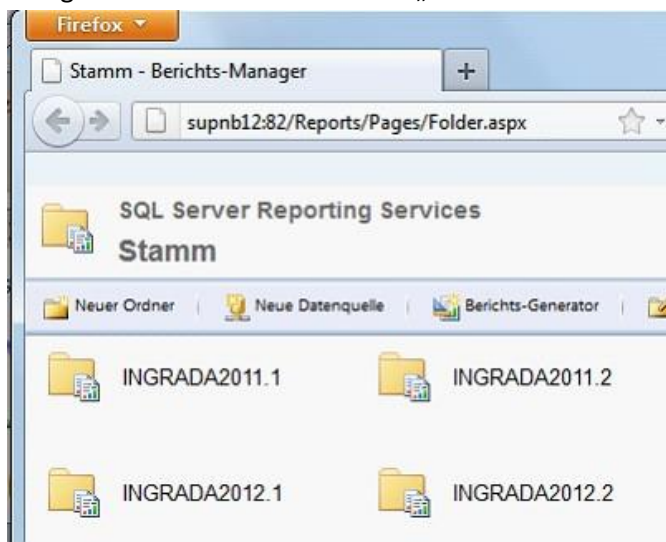 Firefox
Stamm - Berichts-Manager
supnb12:82/Reports/Pages/Folder.aspx
SQL Server Reporting Services
Stamm
Neuer Ordner | Neue Datenquelle | Berichts-Generator |
INGRADA2011.1 INGRADA2011.2
INGRADA2012.1 INGRADA2012.2